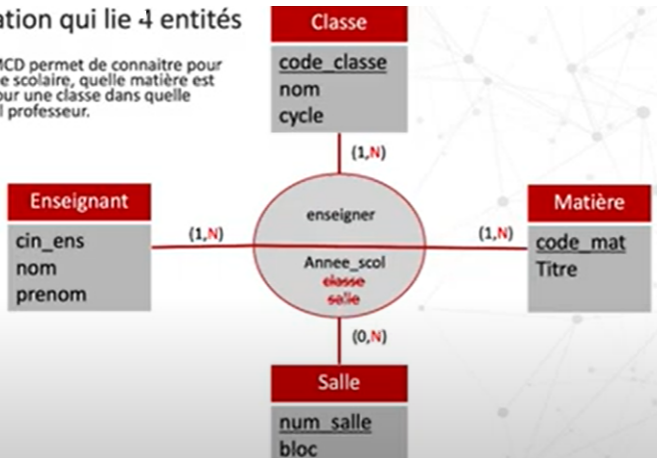 ation qui lie 4 entités
MCD permet de connaitre pour
e scolaire, quelle matière est
our une classe dans quelle
l professeur.
Classe
code_classe
nom
cycle
(1,N)
Enseignant
cin_ens
nom
prenom
(1,N)
enseigner
Annee_scol
classe
salle
(1,N)
Matière
code_mat
Titre
(0,N)
Salle
num_salle
bloc